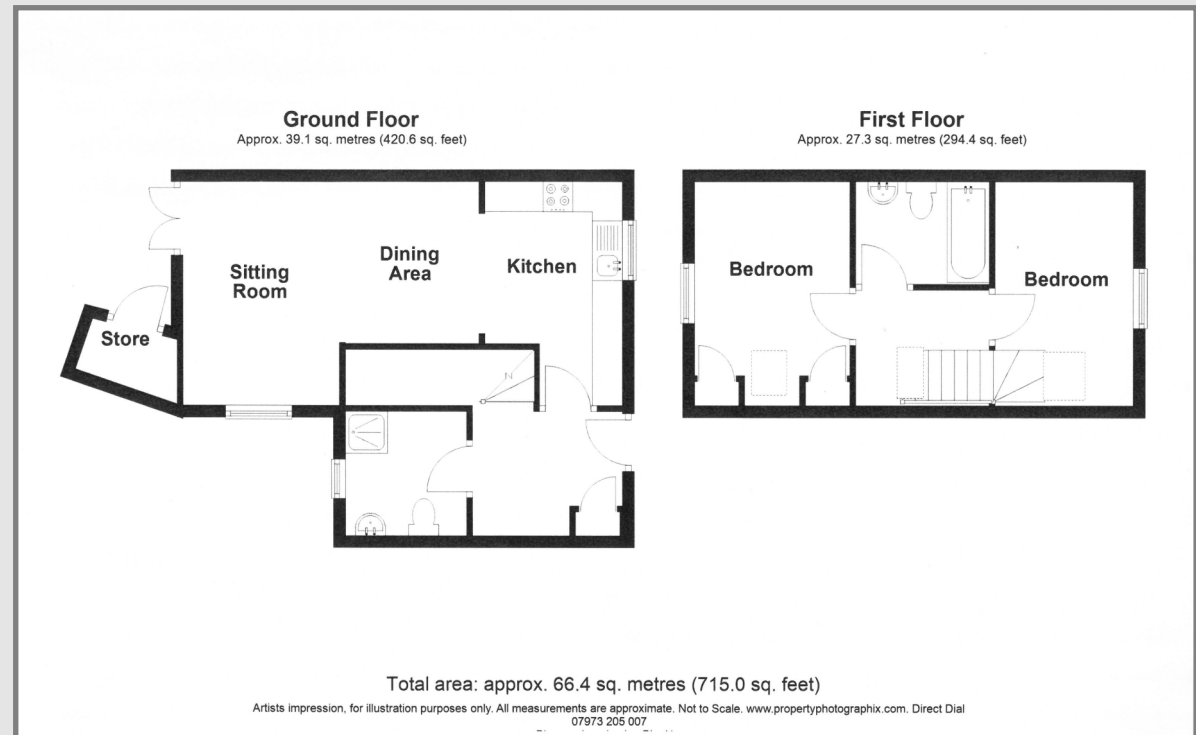 Ground Floor
Approx. 39.1 sq. metres (420.6 sq. feet)
First Floor
Approx. 27.3 sq. metres (294.4 sq. feet)
Sitting
Room
Dining
Area
Kitchen
Store
Bedroom
Bedroom
Total area: approx. 66.4 sq. metres (715.0 sq. feet)
Artists impression, for illustration purposes only. All measurements are approximate. Not to Scale. www.propertyphotographix.com. Direct Dial
07973 205 007